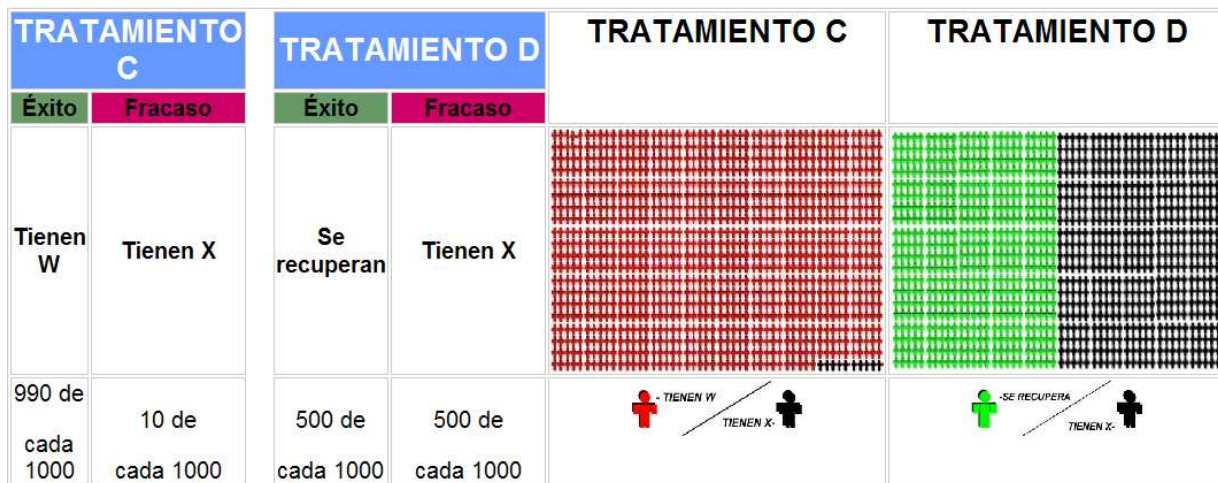 TRATAMIENTO
C
TRATAMIENTO D
TRATAMIENTO C
TRATAMIENTO D
Éxito
Fracaso
Éxito
Fracaso
Tienen
W
Tienen X
Se
recuperan
Tienen X
990 de
cada
1000
10 de
cada 1000
500 de
cada 1000
500 de
cada 1000
- TIENEN W
TIENEN X-
-SE RECUPERA
TIENEN X-